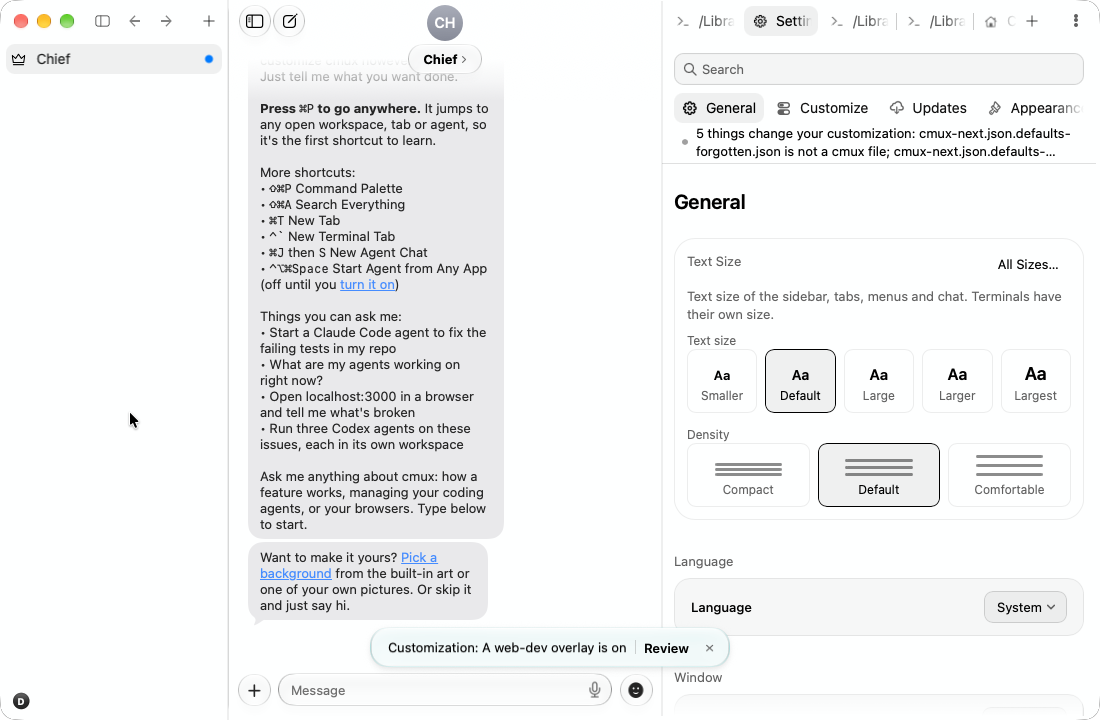 Chief
CH
Chief
Just tell me what you want done.
Press ⌘P to go anywhere. It jumps to
any open workspace, tab or agent, so
it's the first shortcut to learn.
More shortcuts:
• ⇧⌘P Command Palette
• ⇧⌘A Search Everything
• ⌘T New Tab
• ^` New Terminal Tab
• ⌘J then S New Agent Chat
• ^⌥⌘Space Start Agent from Any App
(off until you turn it on)
Things you can ask me:
• Start a Claude Code agent to fix the
failing tests in my repo
• What are my agents working on
right now?
• Open localhost:3000 in a browser
and tell me what's broken
• Run three Codex agents on these
issues, each in its own workspace
Ask me anything about cmux: how a
feature works, managing your coding
agents, or your browsers. Type below
to start.
Want to make it yours? Pick a
background from the built-in art or
one of your own pictures. Or skip it
and just say hi.
Customization: A web-dev overlay is on
Review
Message
D
/Libra
Settin
/Libra
/Libra
Search
General
Customize
Updates
Appearanc
5 things change your customization: cmux-next.json.defaults-
forgotten.json is not a cmux file; cmux-next.json.defaults-…
General
Text Size
All Sizes…
Text size of the sidebar, tabs, menus and chat. Terminals have
their own size.
Text size
Aa Aa Aa Aa Aa
Smaller Default Large Larger Largest
Density
Compact Default Comfortable
Language
Language
System
Window